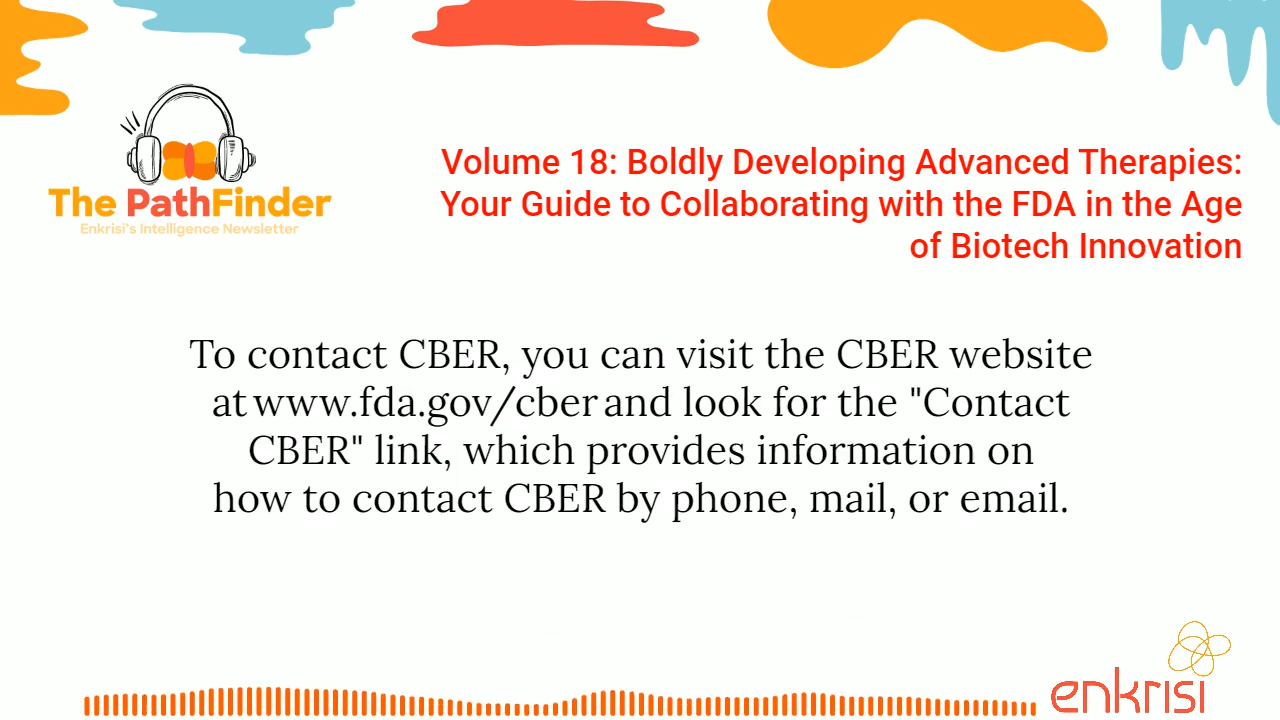 The PathFinder
Enkrisi's Intelligence Newsletter
Volume 18: Boldly Developing Advanced Therapies:
Your Guide to Collaborating with the FDA in the Age
of Biotech Innovation
To contact CBER, you can visit the CBER website
at www.fda.gov/cber and look for the "Contact
CBER" link, which provides information on
how to contact CBER by phone, mail, or email.
enkrisi